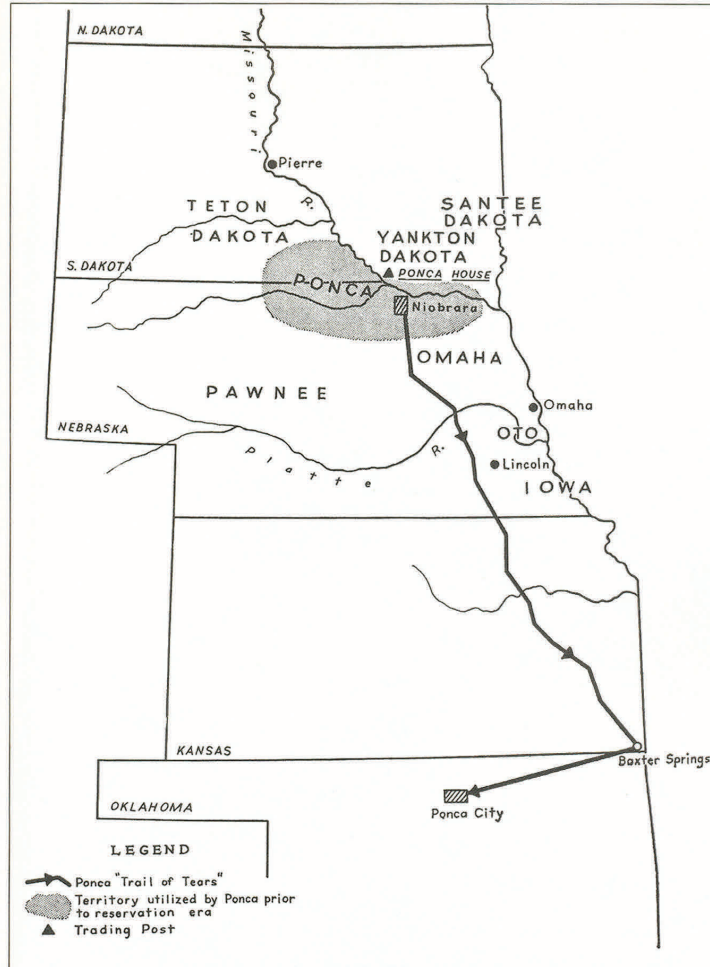 N. DAKOTA
Missouri
R.
Pierre
TETON
DAKOTA
SANTEE
DAKOTA
YANKTON
DAKOTA
PONCA HOUSE
S. DAKOTA
PONCA
Niobrara
OMAHA
PAWNEE
Omaha
NEBRASKA
OTO
Platte R.
Lincoln
IOWA
KANSAS
Baxter Springs
OKLAHOMA
Ponca City
LEGEND
Ponca "Trail of Tears"
Territory utilized by Ponca prior
to reservation era
Trading Post